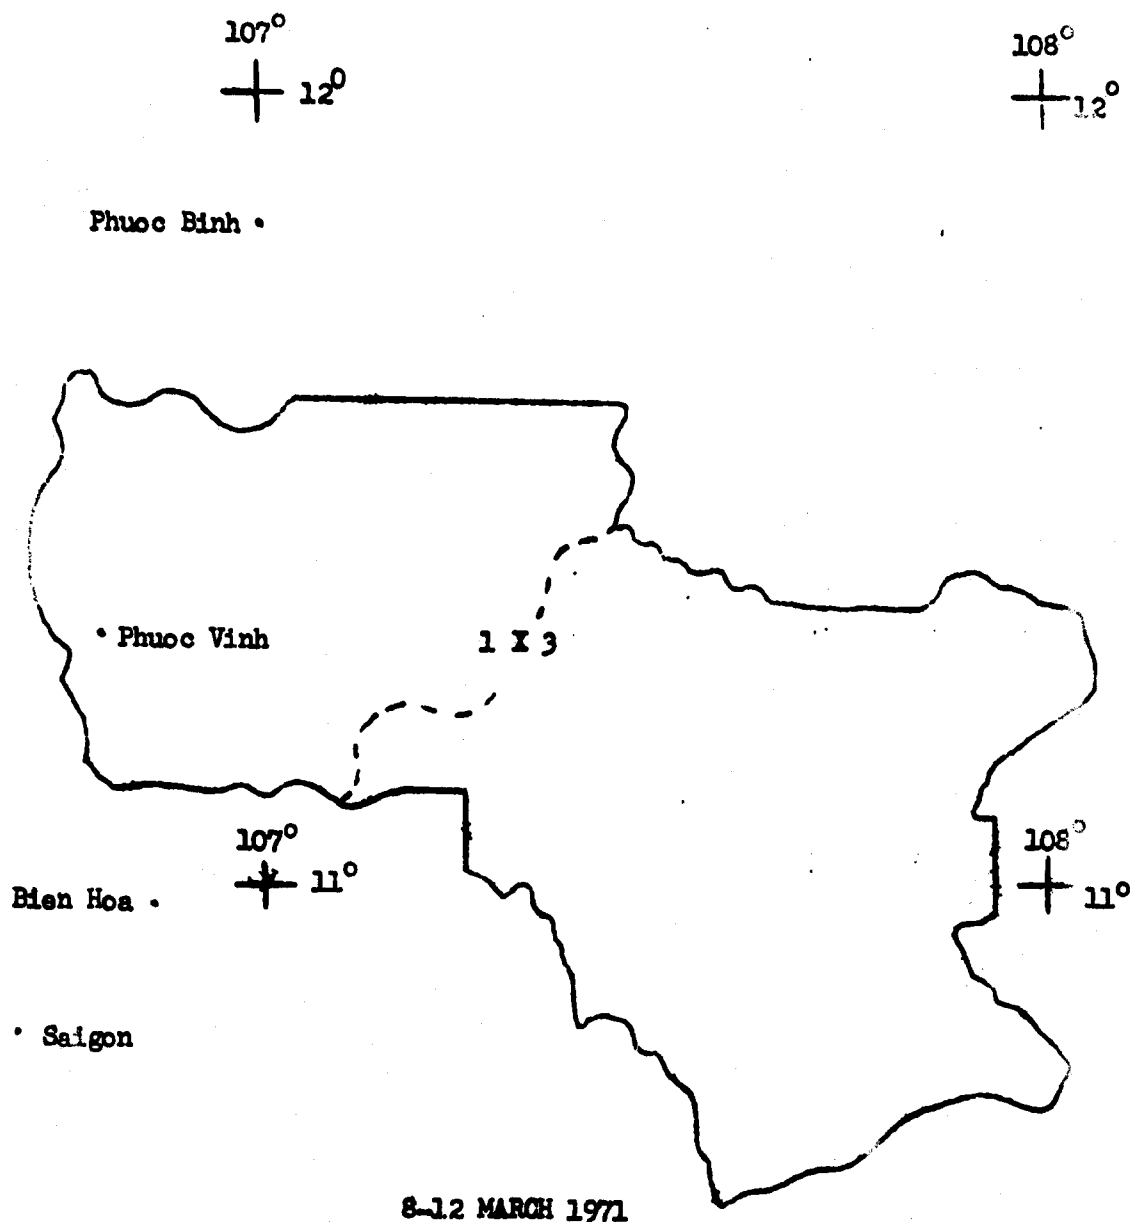 107° 108°
12° 12°
Phuoc Binh
Phuoc Vinh
1 X 3
107° 108°
11° 11°
Bien Hoa
Saigon
8-12 MARCH 1971